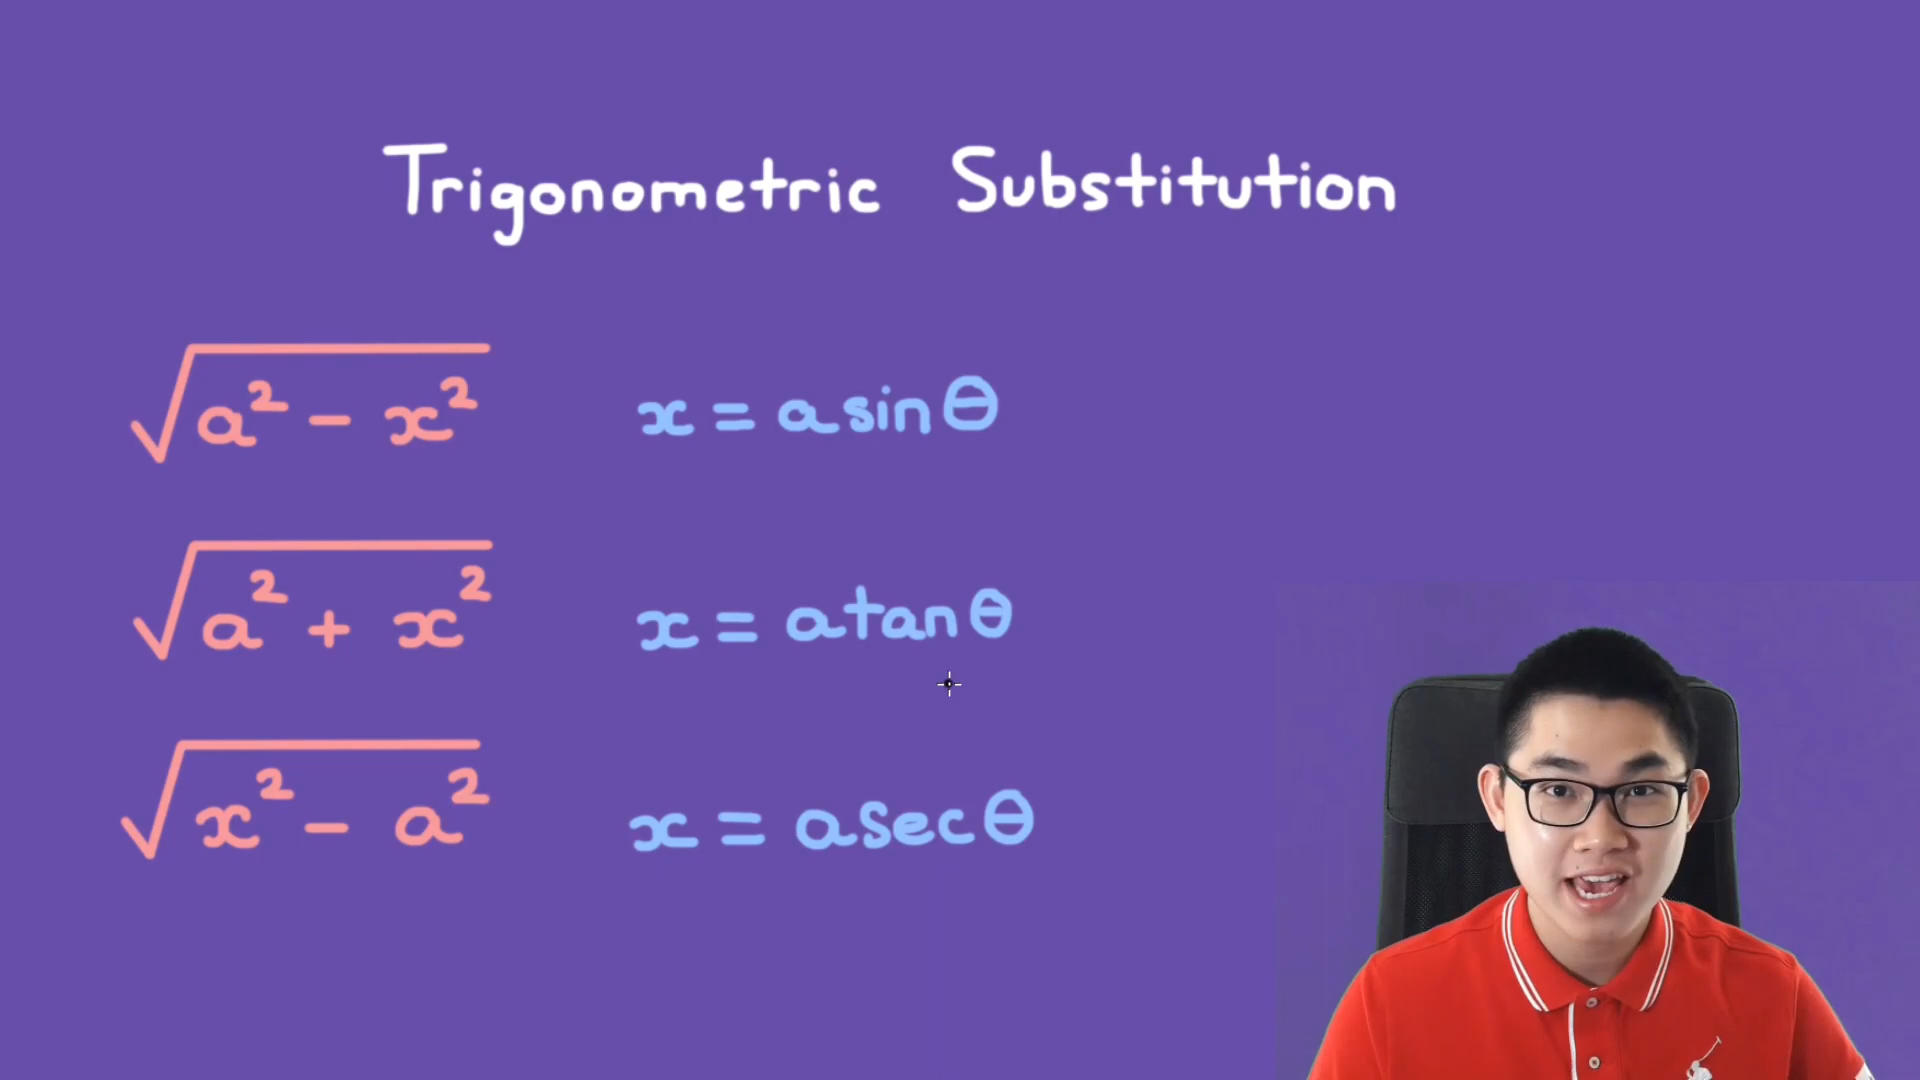 Trigonometric Substitution
√(a² − x²) x = a sin θ
√(a² + x²) x = a tan θ
√(x² − a²) x = a sec θ